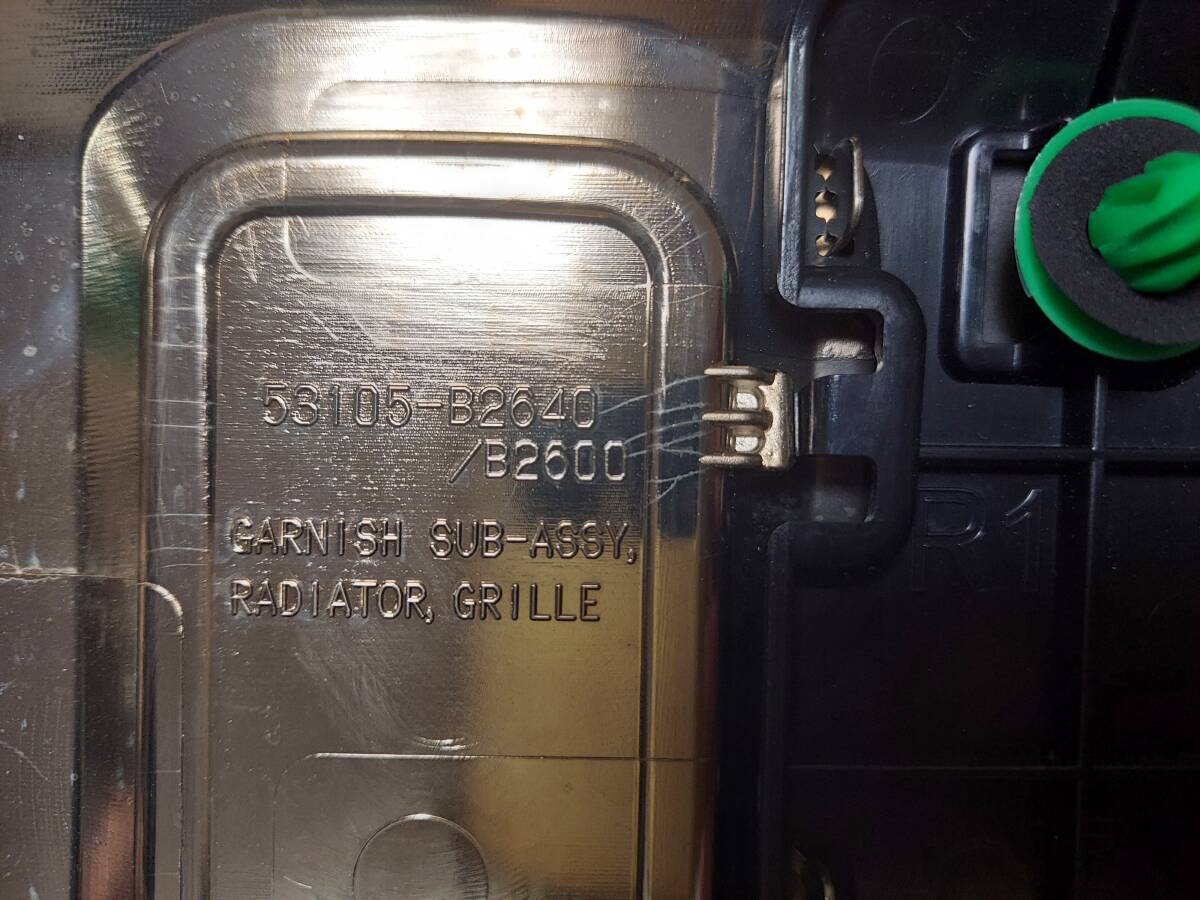 53105-B2640
/B2600
GARNISH SUB-ASSY,
RADIATOR, GRILLE
R1